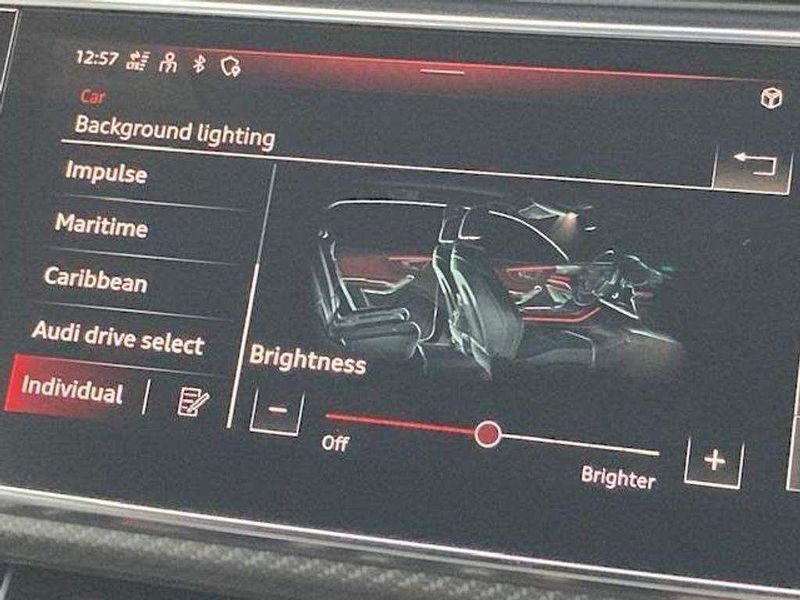 12:57
Car
Background lighting
Impulse
Maritime
Caribbean
Audi drive select
Individual
Brightness
Off
Brighter